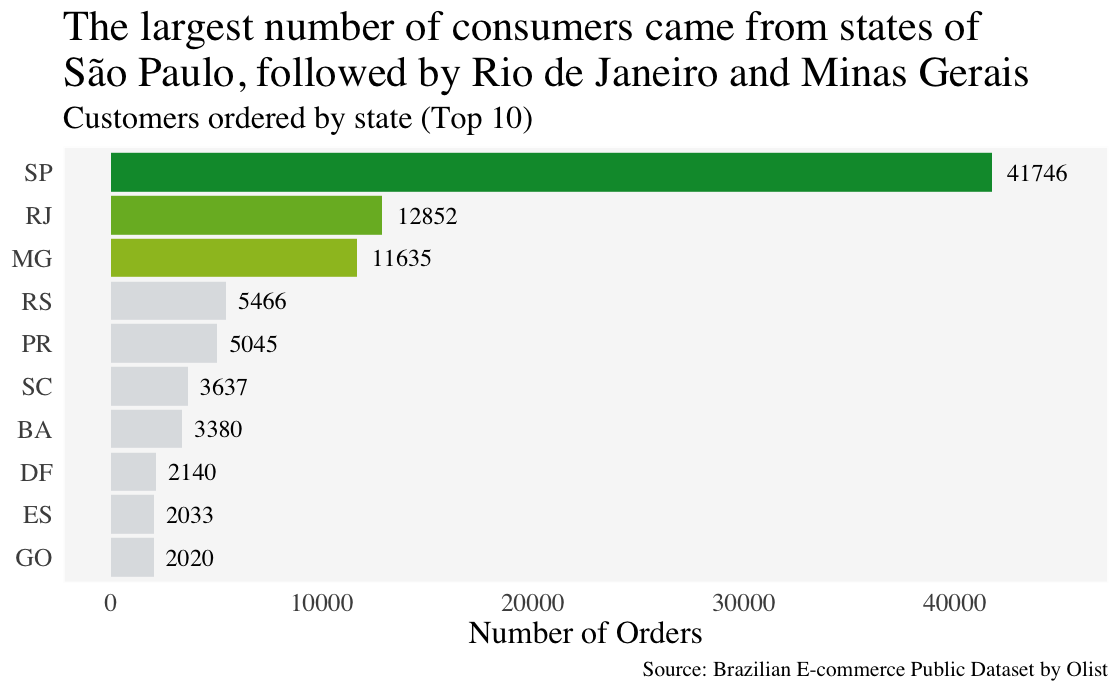 The largest number of consumers came from states of
São Paulo, followed by Rio de Janeiro and Minas Gerais
Customers ordered by state (Top 10)
SP 41746
RJ 12852
MG 11635
RS 5466
PR 5045
SC 3637
BA 3380
DF 2140
ES 2033
GO 2020
0 10000 20000 30000 40000
Number of Orders
Source: Brazilian E-commerce Public Dataset by Olist